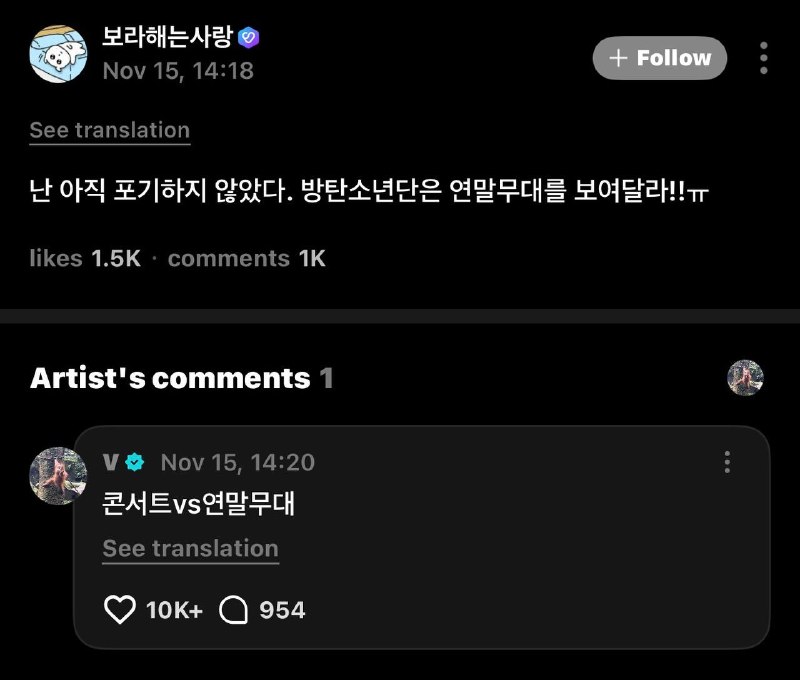 보라해는사랑
Nov 15, 14:18
+ Follow
See translation
난 아직 포기하지 않았다. 방탄소년단은 연말무대를 보여달라!!ㅠ
likes 1.5K · comments 1K
Artist's comments 1
V Nov 15, 14:20
콘서트vs연말무대
See translation
10K+ 954